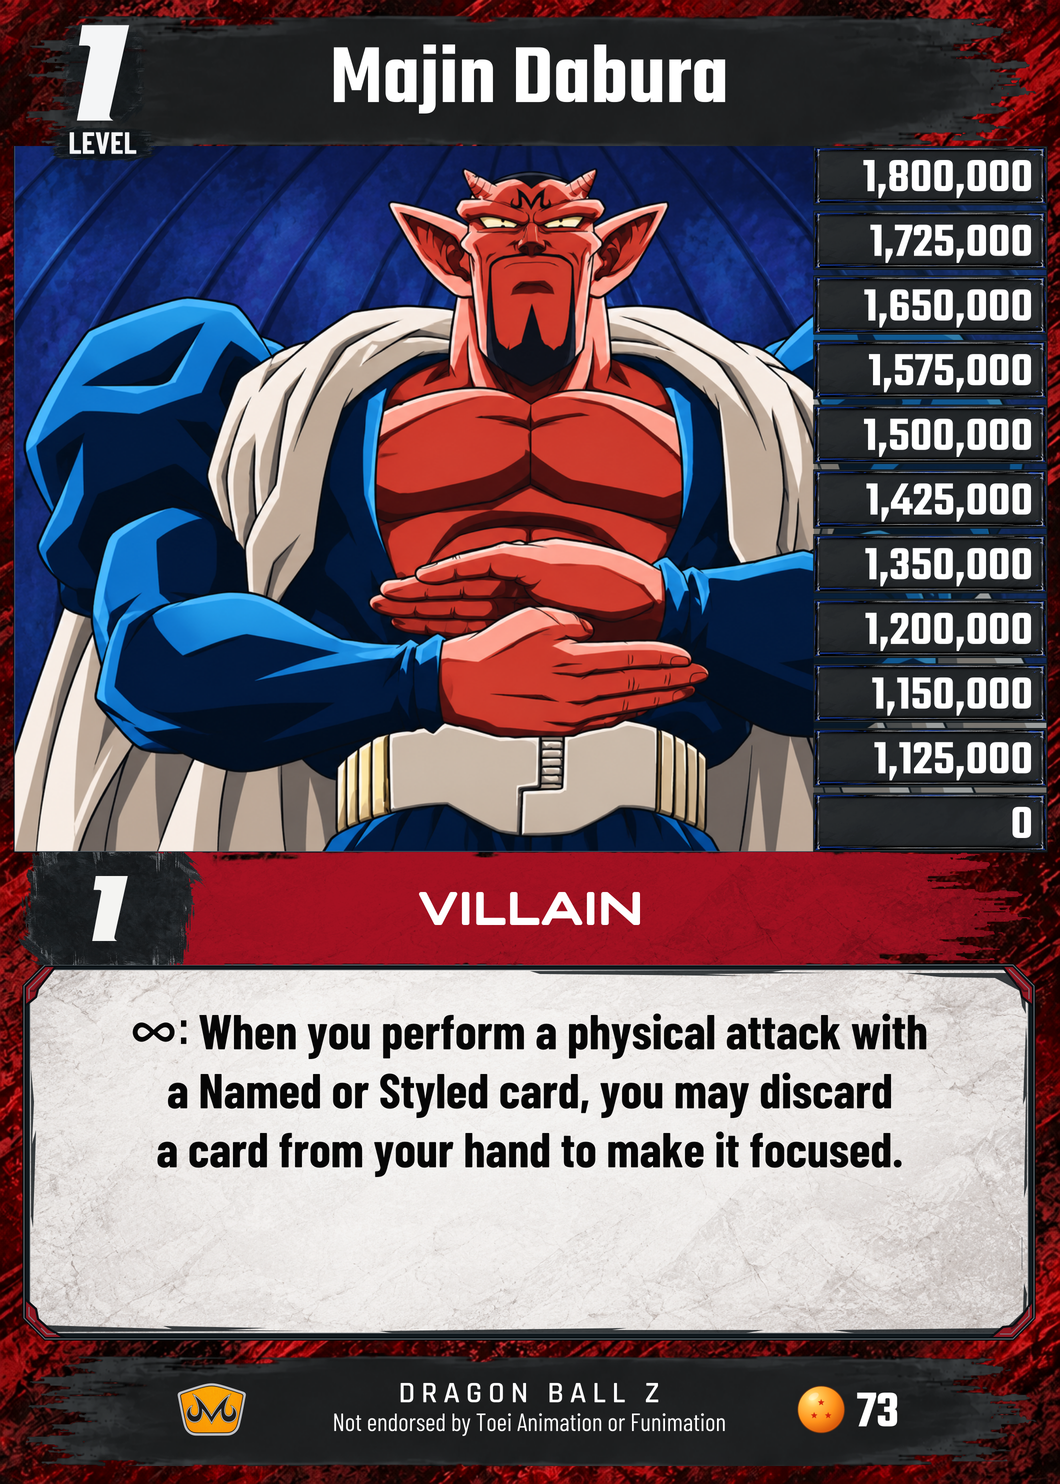 1
LEVEL
Majin Dabura
1,800,000
1,725,000
1,650,000
1,575,000
1,500,000
1,425,000
1,350,000
1,200,000
1,150,000
1,125,000
0
1
VILLAIN
∞: When you perform a physical attack with
a Named or Styled card, you may discard
a card from your hand to make it focused.
DRAGON BALL Z
Not endorsed by Toei Animation or Funimation
73